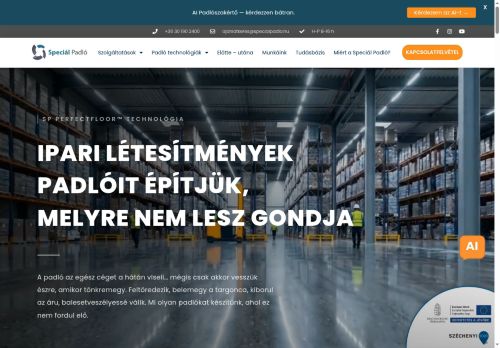 AI Padlószakértő — kérdezzen bátran.
Kérdezzen az AI-t →
X
H-P 8-16 h
Speciál Padló
Szolgáltatások
Padló technológiák
Előtte – utána
Munkáink
Tudásbázis
Miért a Speciál Padló?
KAPCSOLATFELVÉTEL
SP PERFECTFLOOR™ TECHNOLÓGIA
IPARI LÉTESÍTMÉNYEK
PADLÓIT ÉPÍTJÜK,
MELYRE NEM LESZ GONDJA
AI
A padló az egész céget a hátán viseli... mégis csak akkor vesszük
észre, amikor tönkremegy. Feltöredezik, belemegy a targonca, kiborul
az áru, balesetveszélyessé válik. Mi olyan padlókat készítünk, ahol ez
nem fordul elő.
SZÉCHENYI